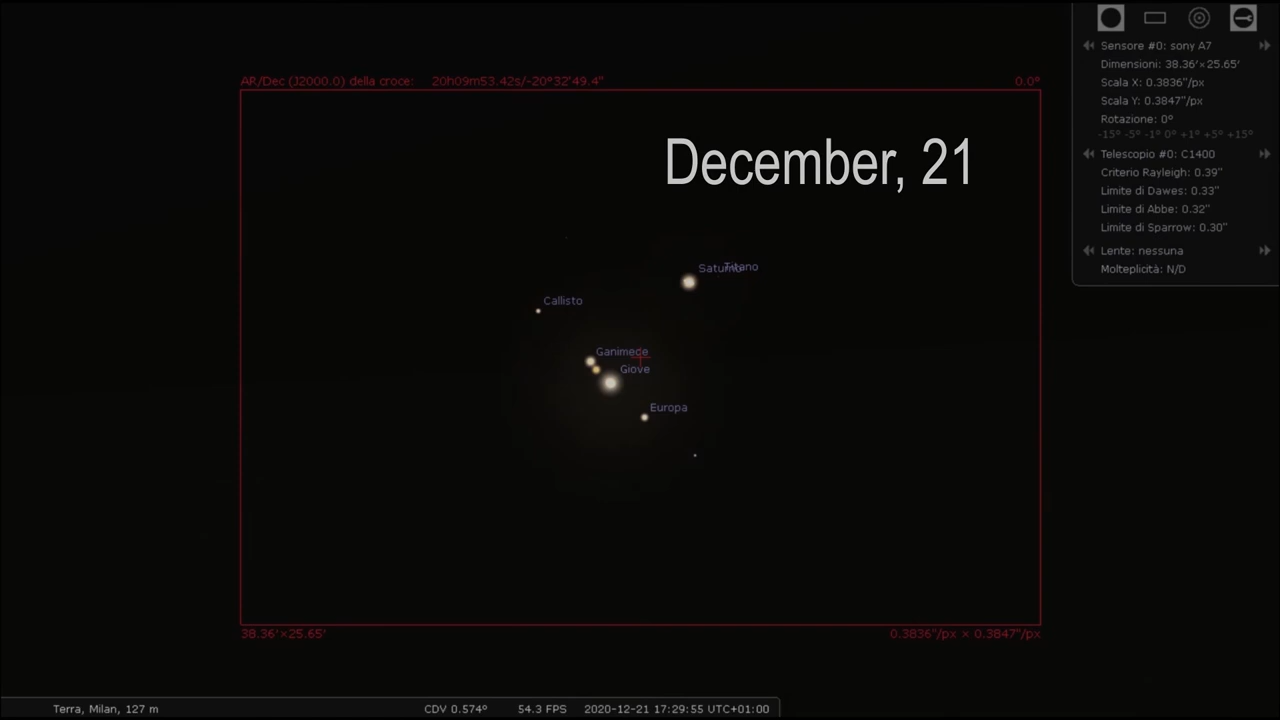 AR/Dec (J2000.0) della croce: 20h09m53.42s/-20°32'49.4" 0.0°
December, 21
Sensore #0: sony A7
Dimensioni: 38.36'×25.65'
Scala X: 0.3836"/px
Scala Y: 0.3847"/px
Rotazione: 0°
-15° -5° -1° 0° +1° +5° +15°
Telescopio #0: C1400
Criterio Rayleigh: 0.39"
Limite di Dawes: 0.33"
Limite di Abbe: 0.32"
Limite di Sparrow: 0.30"
Lente: nessuna
Molteplicità: N/D
Saturno Titano
Callisto
Ganimede
Giove
Europa
38.36'×25.65' 0.3836"/px × 0.3847"/px
Terra, Milan, 127 m CDV 0.574° 54.3 FPS 2020-12-21 17:29:55 UTC+01:00